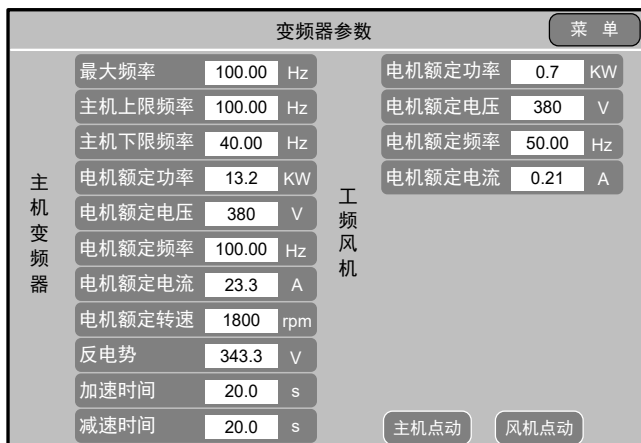 变频器参数
菜 单
主机变频器
最大频率 100.00 Hz
主机上限频率 100.00 Hz
主机下限频率 40.00 Hz
电机额定功率 13.2 KW
电机额定电压 380 V
电机额定频率 100.00 Hz
电机额定电流 23.3 A
电机额定转速 1800 rpm
反电势 343.3 V
加速时间 20.0 s
减速时间 20.0 s
工频风机
电机额定功率 0.7 KW
电机额定电压 380 V
电机额定频率 50.00 Hz
电机额定电流 0.21 A
主机点动
风机点动